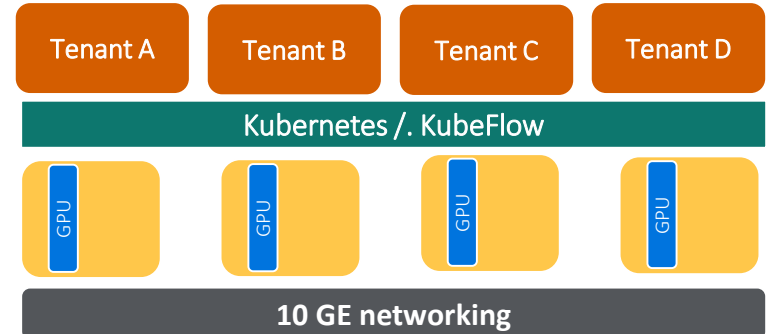 Tenant A
Tenant B
Tenant C
Tenant D
Kubernetes /. KubeFlow
GPU
GPU
GPU
GPU
10 GE networking